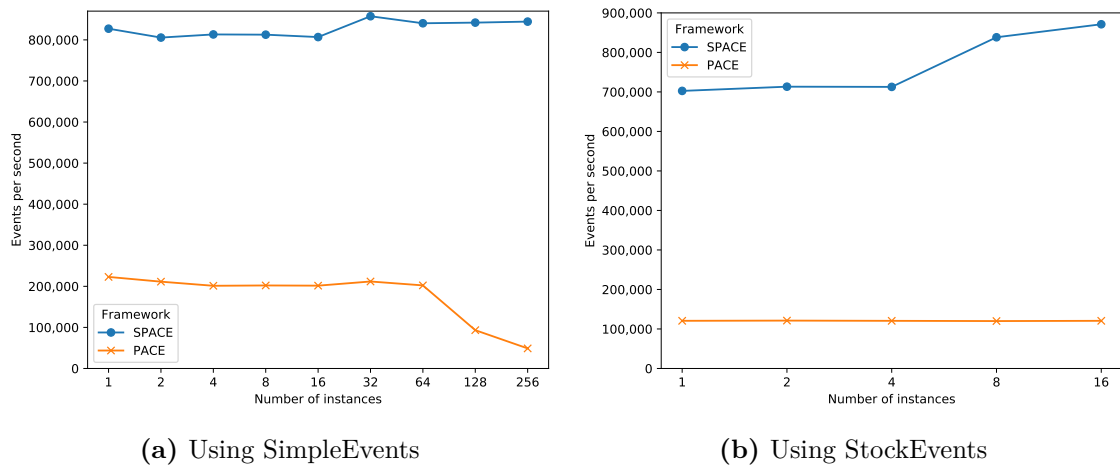 800,000
700,000
600,000
500,000
400,000
300,000
200,000
100,000
0
Events per second
Framework
SPACE
PACE
1 2 4 8 16 32 64 128 256
Number of instances
(a) Using SimpleEvents
900,000
800,000
700,000
600,000
500,000
400,000
300,000
200,000
100,000
0
Events per second
Framework
SPACE
PACE
1 2 4 8 16
Number of instances
(b) Using StockEvents